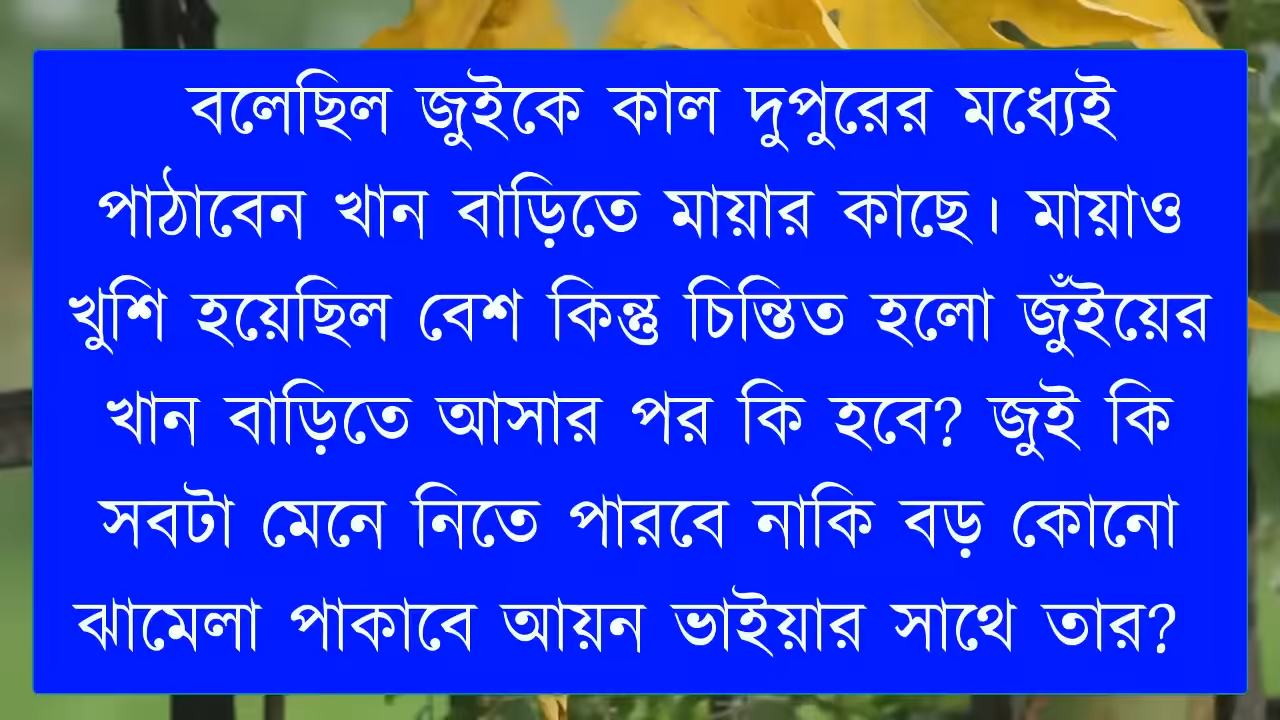 বলেছিল জুইকে কাল দুপুরের মধ্যেই
পাঠাবেন খান বাড়িতে মায়ার কাছে। মায়াও
খুশি হয়েছিল বেশ কিন্তু চিন্তিত হলো জুঁইয়ের
খান বাড়িতে আসার পর কি হবে? জুই কি
সবটা মেনে নিতে পারবে নাকি বড় কোনো
ঝামেলা পাকাবে আয়ন ভাইয়ার সাথে তার?